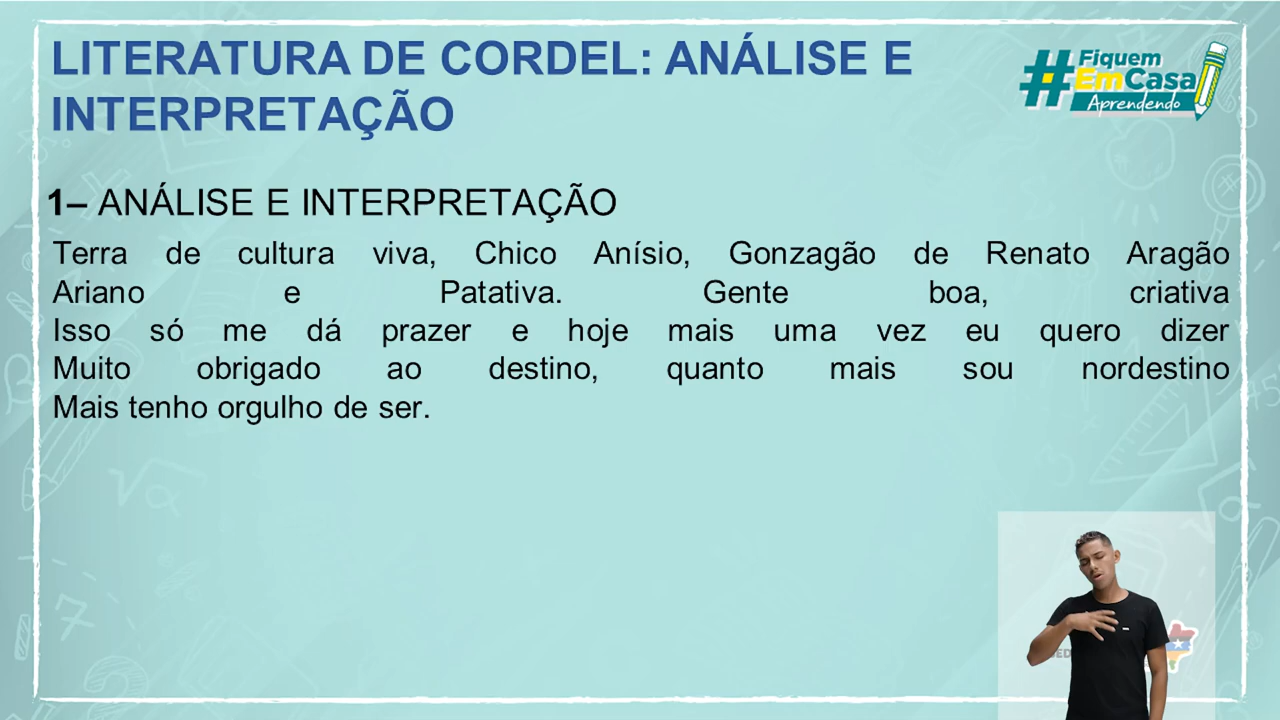 LITERATURA DE CORDEL: ANÁLISE E
INTERPRETAÇÃO
#Fiquem
EmCasa
Aprendendo
1– ANÁLISE E INTERPRETAÇÃO
Terra de cultura viva, Chico Anísio, Gonzagão de Renato Aragão
Ariano e Patativa. Gente boa, criativa
Isso só me dá prazer e hoje mais uma vez eu quero dizer
Muito obrigado ao destino, quanto mais sou nordestino
Mais tenho orgulho de ser.